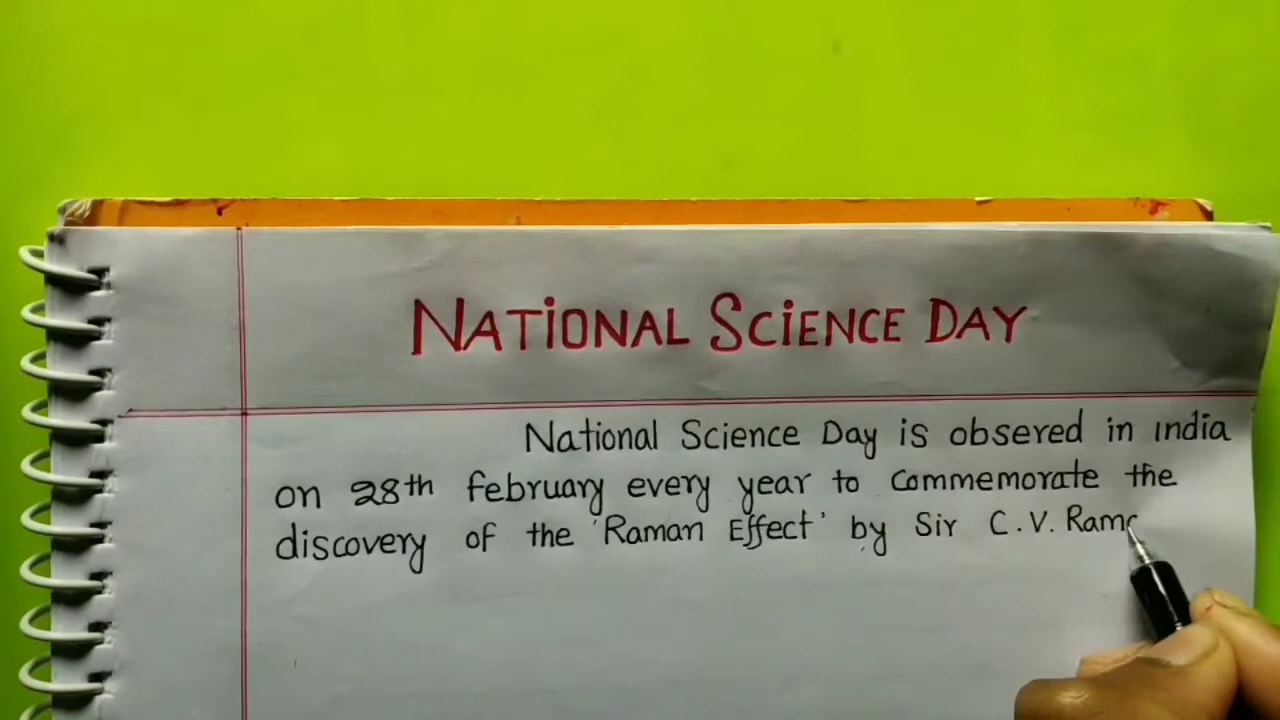 NATIONAL SCIENCE DAY
National Science Day is obsered in india
on 28th february every year to commemorate the
discovery of the 'Raman Effect' by Sir C.V. Rama